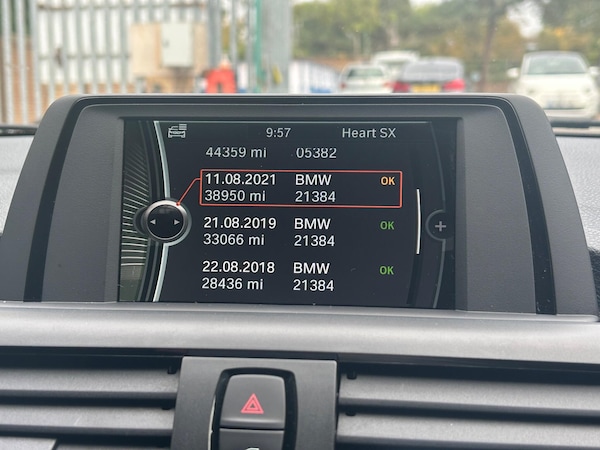 9:57 Heart SX
44359 mi 05382
11.08.2021 BMW OK
38950 mi 21384
21.08.2019 BMW OK
33066 mi 21384
22.08.2018 BMW OK
28436 mi 21384